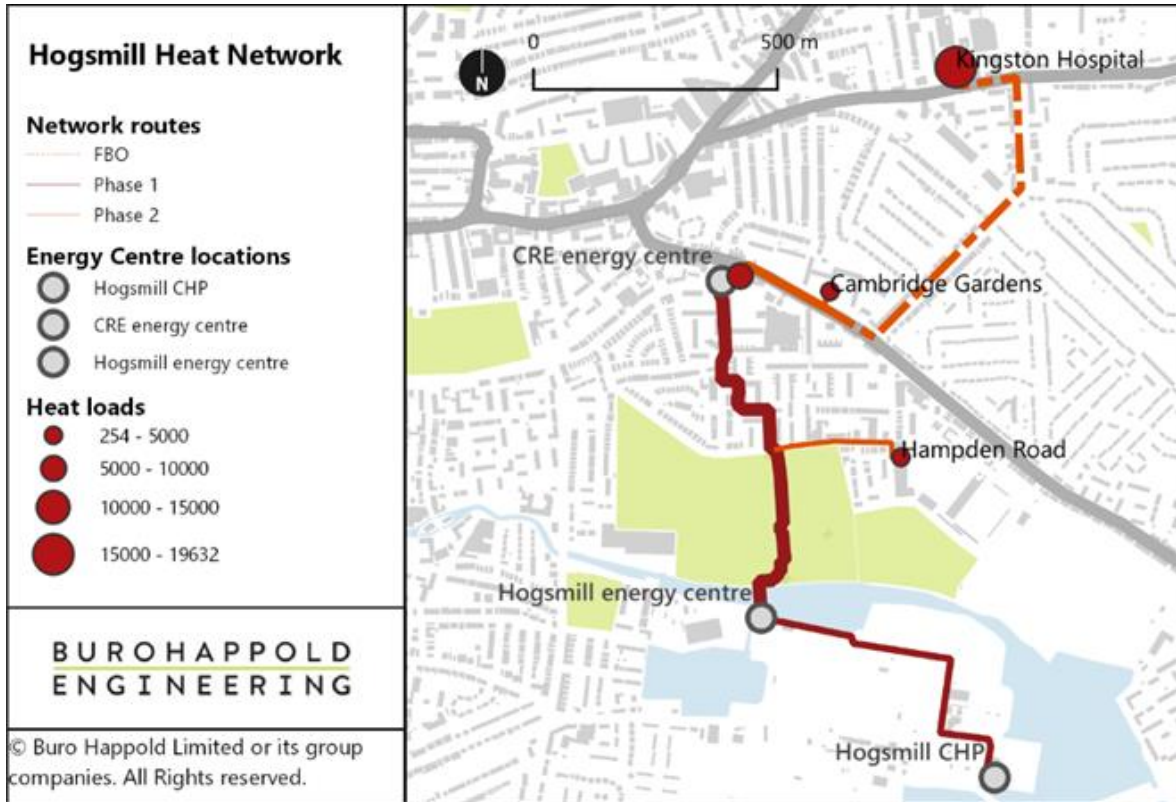 Hogsmill Heat Network
Network routes
FBO
Phase 1
Phase 2
Energy Centre locations
Hogsmill CHP
CRE energy centre
Hogsmill energy centre
Heat loads
254 - 5000
5000 - 10000
10000 - 15000
15000 - 19632
BUROHAPPOLD
ENGINEERING
© Buro Happold Limited or its group
companies. All Rights reserved.
N
0
500 m
Kingston Hospital
CRE energy centre
Cambridge Gardens
Hampden Road
Hogsmill energy centre
Hogsmill CHP